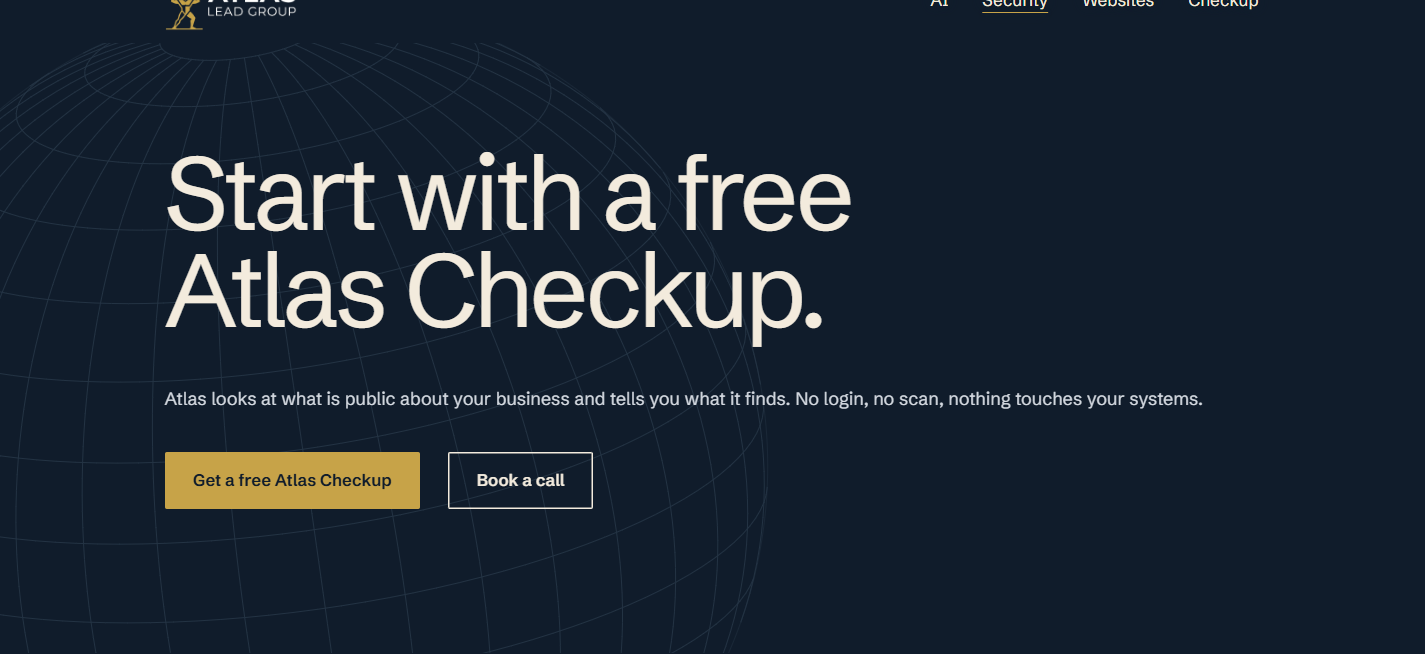 ATLAS
LEAD GROUP
AI Security Websites Checkup
Start with a free
Atlas Checkup.
Atlas looks at what is public about your business and tells you what it finds. No login, no scan, nothing touches your systems.
Get a free Atlas Checkup
Book a call